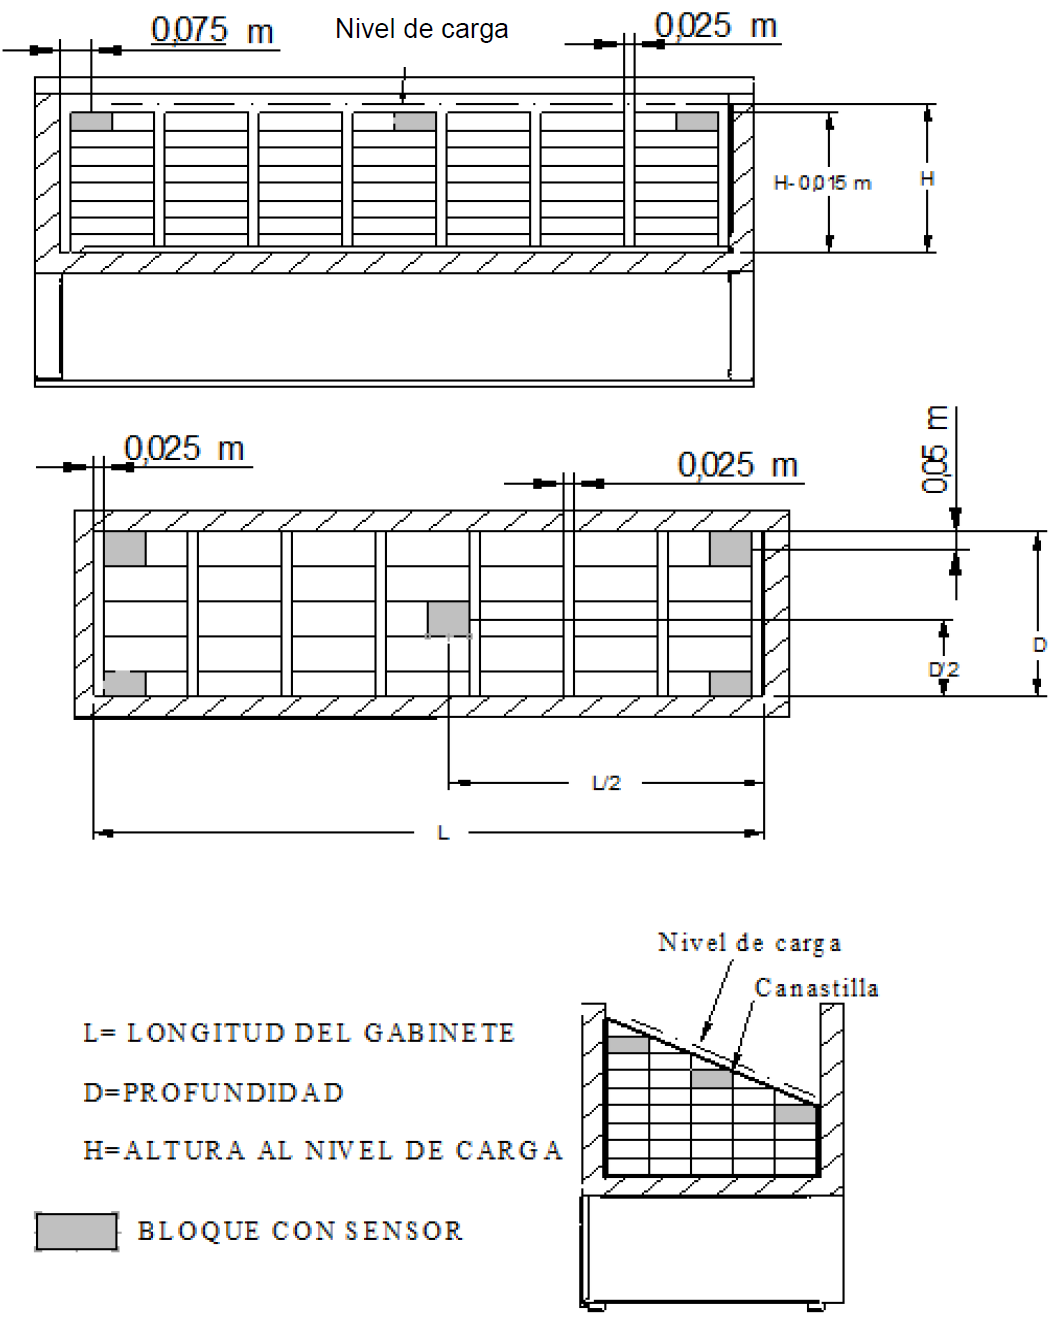 0,075 m
Nivel de carga
0,025 m
H- 0,015 m
H
0,025 m
0,025 m
0,05 m
D
D/2
L/2
L
Nivel de carga
Canastilla
L= LONGITUD DEL GABINETE
D=PROFUNDIDAD
H=ALTURA AL NIVEL DE CARGA
BLOQUE CON SENSOR